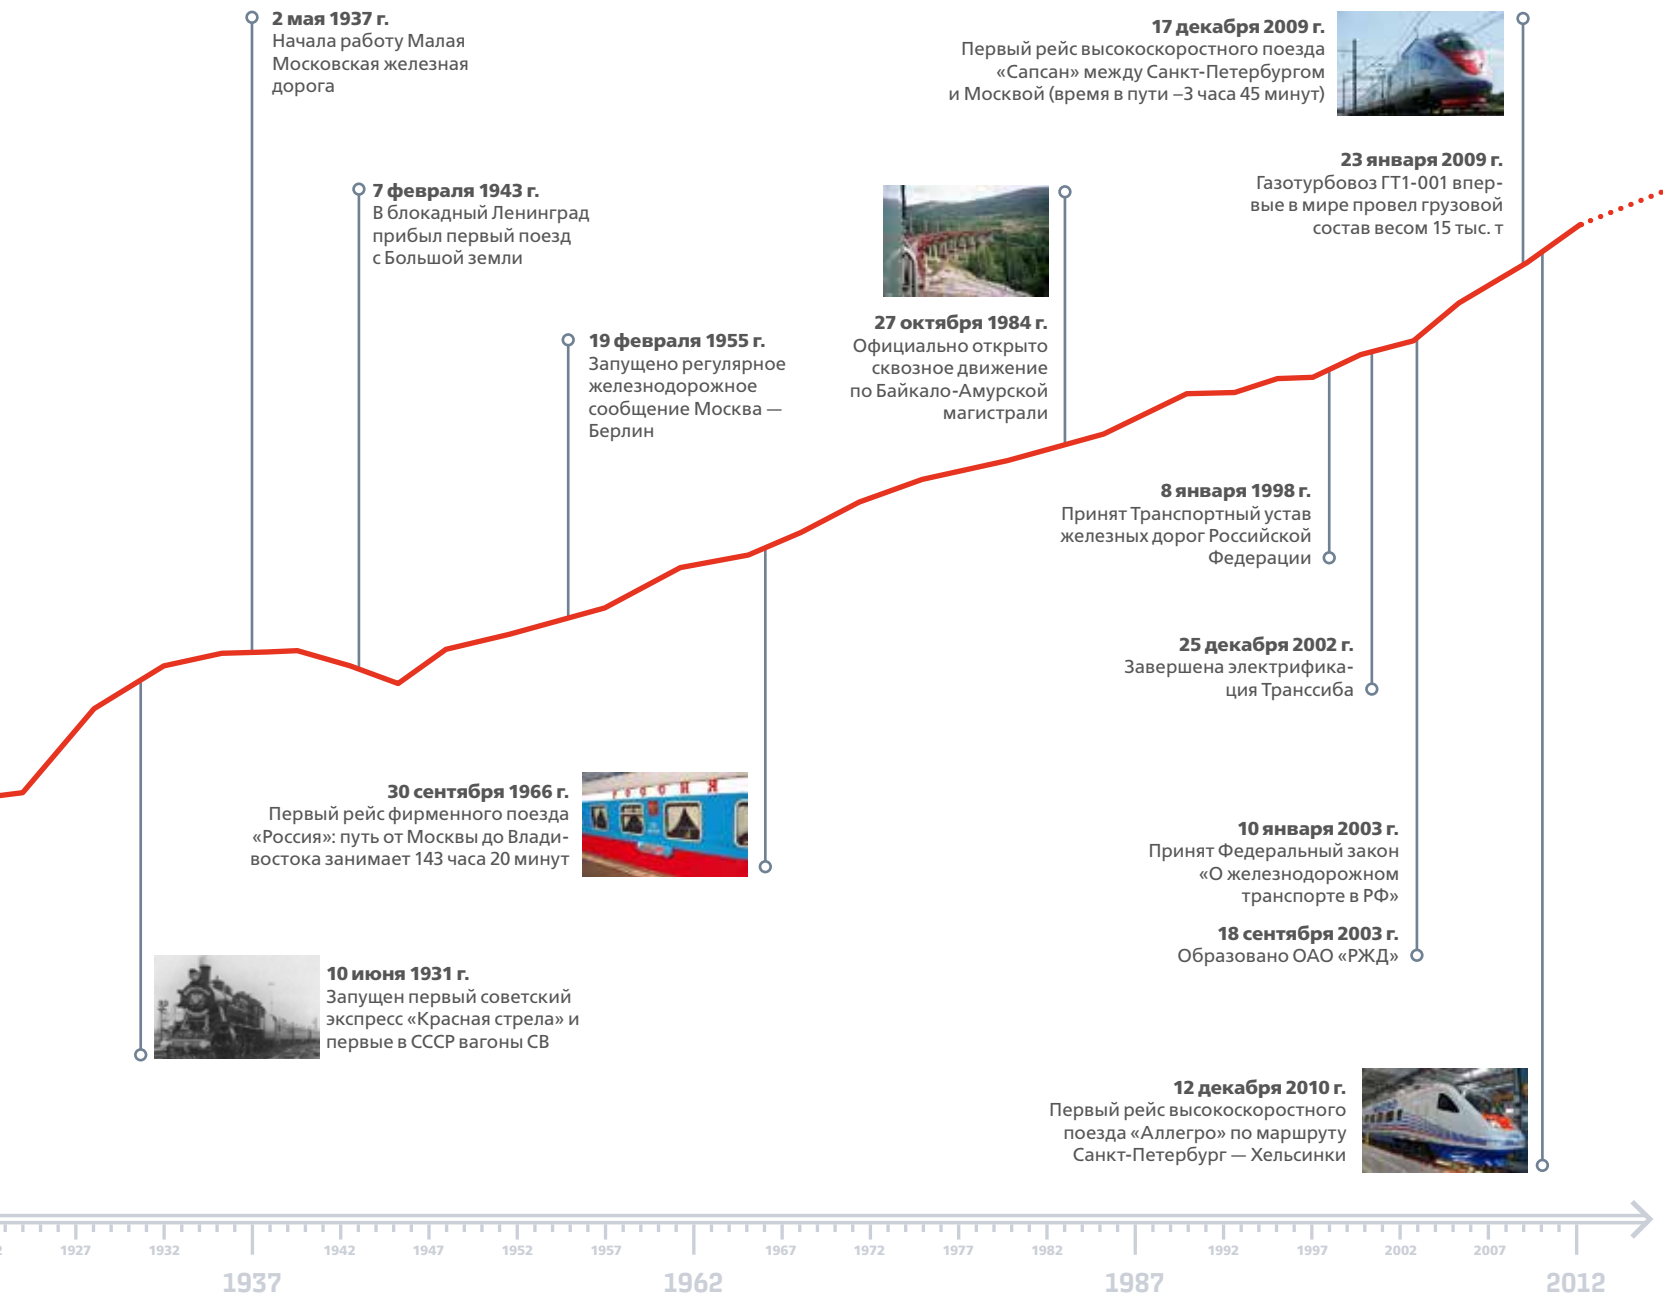 2 мая 1937 г.
Начала работу Малая
Московская железная
дорога
17 декабря 2009 г.
Первый рейс высокоскоростного поезда
«Сапсан» между Санкт-Петербургом
и Москвой (время в пути –3 часа 45 минут)
23 января 2009 г.
Газотурбовоз ГТ1-001 впер-
вые в мире провел грузовой
состав весом 15 тыс. т
7 февраля 1943 г.
В блокадный Ленинград
прибыл первый поезд
с Большой земли
27 октября 1984 г.
Официально открыто
сквозное движение
по Байкало-Амурской
магистрали
19 февраля 1955 г.
Запущено регулярное
железнодорожное
сообщение Москва —
Берлин
8 января 1998 г.
Принят Транспортный устав
железных дорог Российской
Федерации
25 декабря 2002 г.
Завершена электрифика-
ция Транссиба
30 сентября 1966 г.
Первый рейс фирменного поезда
«Россия»: путь от Москвы до Влади-
востока занимает 143 часа 20 минут
РОССИЯ
10 января 2003 г.
Принят Федеральный закон
«О железнодорожном
транспорте в РФ»
18 сентября 2003 г.
Образовано ОАО «РЖД»
10 июня 1931 г.
Запущен первый советский
экспресс «Красная стрела» и
первые в СССР вагоны СВ
12 декабря 2010 г.
Первый рейс высокоскоростного
поезда «Аллегро» по маршруту
Санкт-Петербург — Хельсинки
2 1927 1932 1942 1947 1952 1957 1967 1972 1977 1982 1992 1997 2002 2007
1937 1962 1987 2012